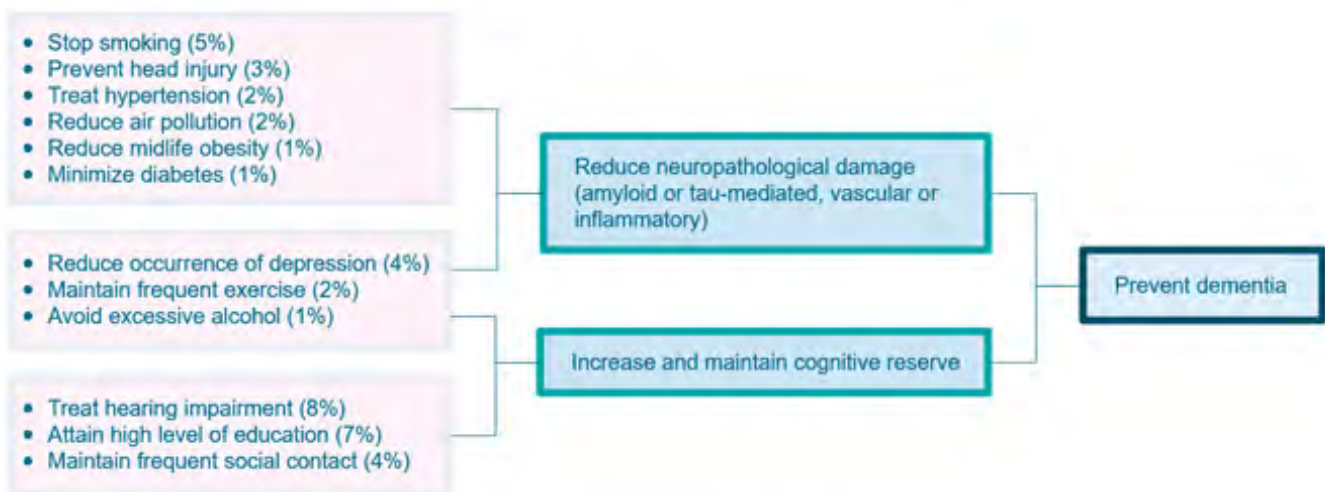 • Stop smoking (5%)
• Prevent head injury (3%)
• Treat hypertension (2%)
• Reduce air pollution (2%)
• Reduce midlife obesity (1%)
• Minimize diabetes (1%)
• Reduce occurrence of depression (4%)
• Maintain frequent exercise (2%)
• Avoid excessive alcohol (1%)
• Treat hearing impairment (8%)
• Attain high level of education (7%)
• Maintain frequent social contact (4%)
Reduce neuropathological damage
(amyloid or tau-mediated, vascular or
inflammatory)
Increase and maintain cognitive reserve
Prevent dementia